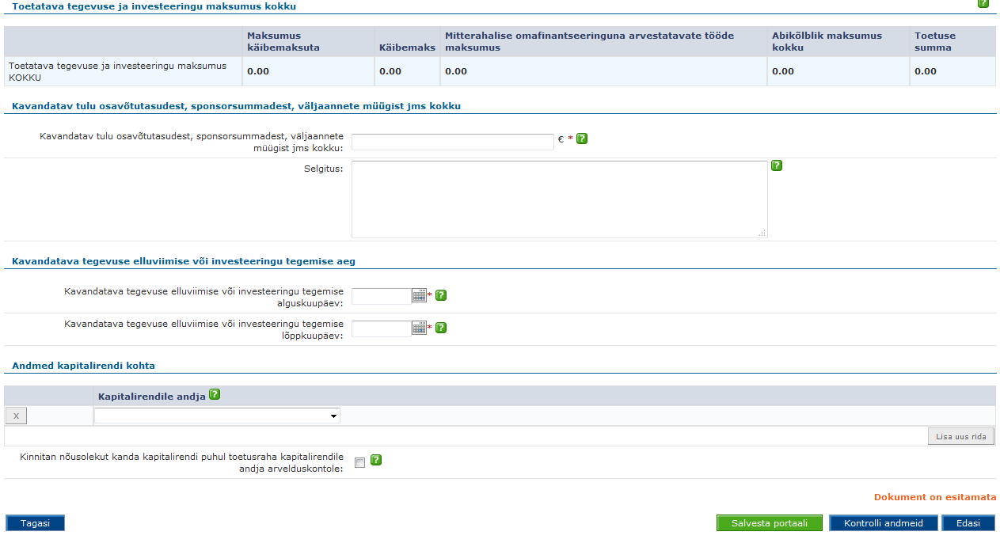 Toetatava tegevuse ja investeeringu maksumus kokku
?
Maksumus käibemaksuta
Käibemaks
Mitterahalise omafinantseeringuna arvestatavate tööde maksumus
Abikõlblik maksumus kokku
Toetuse summa
Toetatava tegevuse ja investeeringu maksumus KOKKU
0.00 0.00 0.00 0.00 0.00
Kavandatav tulu osavõtutasudest, sponsorsummadest, väljaannete müügist jms kokku
Kavandatav tulu osavõtutasudest, sponsorsummadest, väljaannete
müügist jms kokku:
€ * ?
Selgitus:
?
Kavandatava tegevuse elluviimise või investeeringu tegemise aeg
Kavandatava tegevuse elluviimise või investeeringu tegemise
alguskuupäev:
* ?
Kavandatava tegevuse elluviimise või investeeringu tegemise
lõppkuupäev:
* ?
Andmed kapitalirendi kohta
Kapitalirendile andja ?
X
Lisa uus rida
Kinnitan nõusolekut kanda kapitalirendi puhul toetusraha kapitalirendile
andja arvelduskontole:
?
Dokument on esitamata
Tagasi
Salvesta portaali
Kontrolli andmeid
Edasi